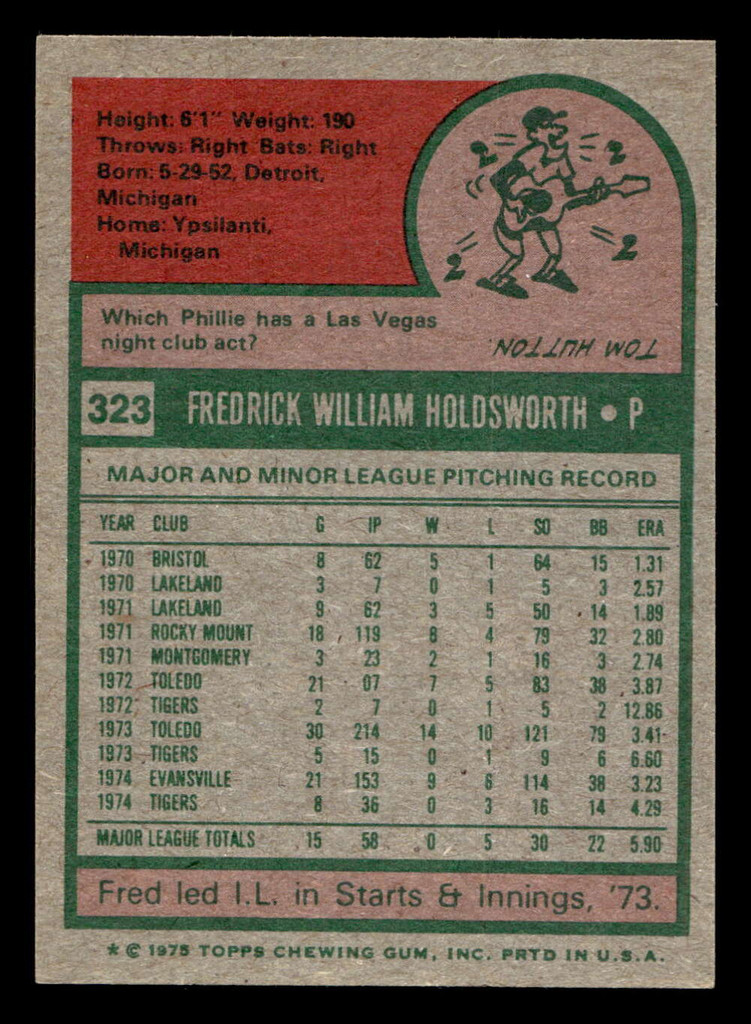 Height: 6'1" Weight: 190
Throws: Right Bats: Right
Born: 5-29-52, Detroit,
Michigan
Home: Ypsilanti,
Michigan
2 2
2 2
Which Phillie has a Las Vegas
night club act?
TOM HUTTON.
323 FREDRICK WILLIAM HOLDSWORTH • P
MAJOR AND MINOR LEAGUE PITCHING RECORD
YEAR CLUB G IP W L SO BB ERA
1970 BRISTOL 8 62 5 1 64 15 1.31
1970 LAKELAND 3 7 0 1 5 3 2.57
1971 LAKELAND 9 62 3 5 50 14 1.89
1971 ROCKY MOUNT 18 119 8 4 79 32 2.80
1971 MONTGOMERY 3 23 2 1 16 3 2.74
1972 TOLEDO 21 07 7 5 83 38 3.87
1972 TIGERS 2 7 0 1 5 2 12.86
1973 TOLEDO 30 214 14 10 121 79 3.41
1973 TIGERS 5 15 0 1 9 6 6.60
1974 EVANSVILLE 21 153 9 6 114 38 3.23
1974 TIGERS 8 36 0 3 16 14 4.29
MAJOR LEAGUE TOTALS 15 58 0 5 30 22 5.90
Fred led I.L. in Starts & Innings, '73.
* © 1975 TOPPS CHEWING GUM, INC. PRTD IN U.S.A.